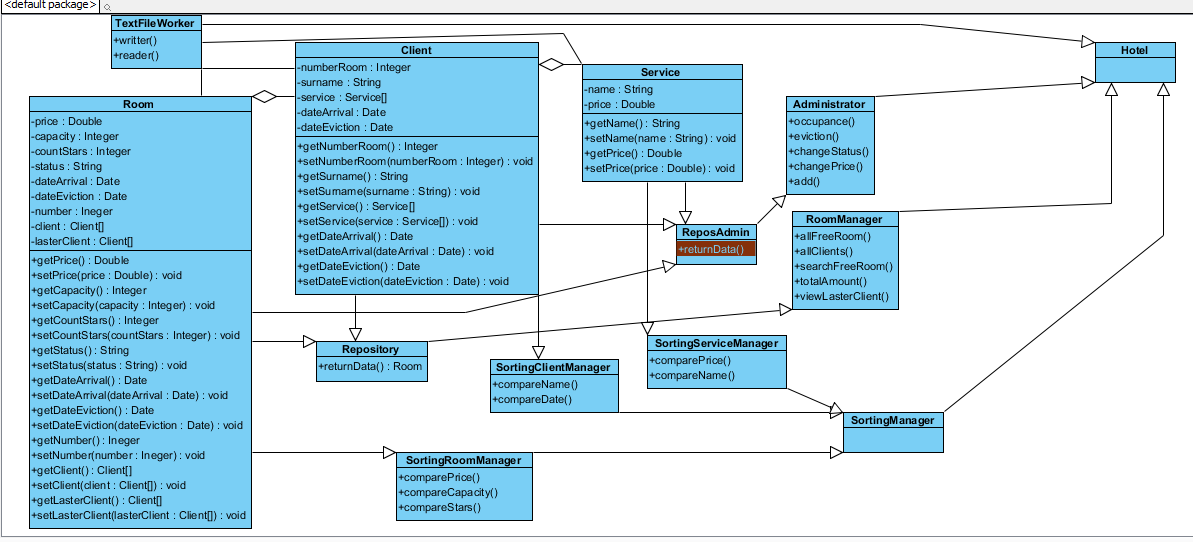 <default package>
TextFileWorker
+writter()
+reader()
Client
-numberRoom : Integer
-surname : String
-service : Service[]
-dateArrival : Date
-dateEviction : Date
+getNumberRoom() : Integer
+setNumberRoom(numberRoom : Integer) : void
+getSurname() : String
+setSurname(surname : String) : void
+getService() : Service[]
+setService(service : Service[]) : void
+getDateArrival() : Date
+setDateArrival(dateArrival : Date) : void
+getDateEviction() : Date
+setDateEviction(dateEviction : Date) : void
Service
-name : String
-price : Double
+getName() : String
+setName(name : String) : void
+getPrice() : Double
+setPrice(price : Double) : void
Hotel
Administrator
+occupance()
+eviction()
+changeStatus()
+changePrice()
+add()
Room
-price : Double
-capacity : Integer
-countStars : Integer
-status : String
-dateArrival : Date
-dateEviction : Date
-number : Ineger
-client : Client[]
-lasterClient : Client[]
+getPrice() : Double
+setPrice(price : Double) : void
+getCapacity() : Integer
+setCapacity(capacity : Integer) : void
+getCountStars() : Integer
+setCountStars(countStars : Integer) : void
+getStatus() : String
+setStatus(status : String) : void
+getDateArrival() : Date
+setDateArrival(dateArrival : Date) : void
+getDateEviction() : Date
+setDateEviction(dateEviction : Date) : void
+getNumber() : Ineger
+setNumber(number : Ineger) : void
+getClient() : Client[]
+setClient(client : Client[]) : void
+getLasterClient() : Client[]
+setLasterClient(lasterClient : Client[]) : void
ReposAdmin
+returnData()
RoomManager
+allFreeRoom()
+allClients()
+searchFreeRoom()
+totalAmount()
+viewLasterClient()
Repository
+returnData() : Room
SortingClientManager
+compareName()
+compareDate()
SortingServiceManager
+comparePrice()
+compareName()
SortingManager
SortingRoomManager
+comparePrice()
+compareCapacity()
+compareStars()